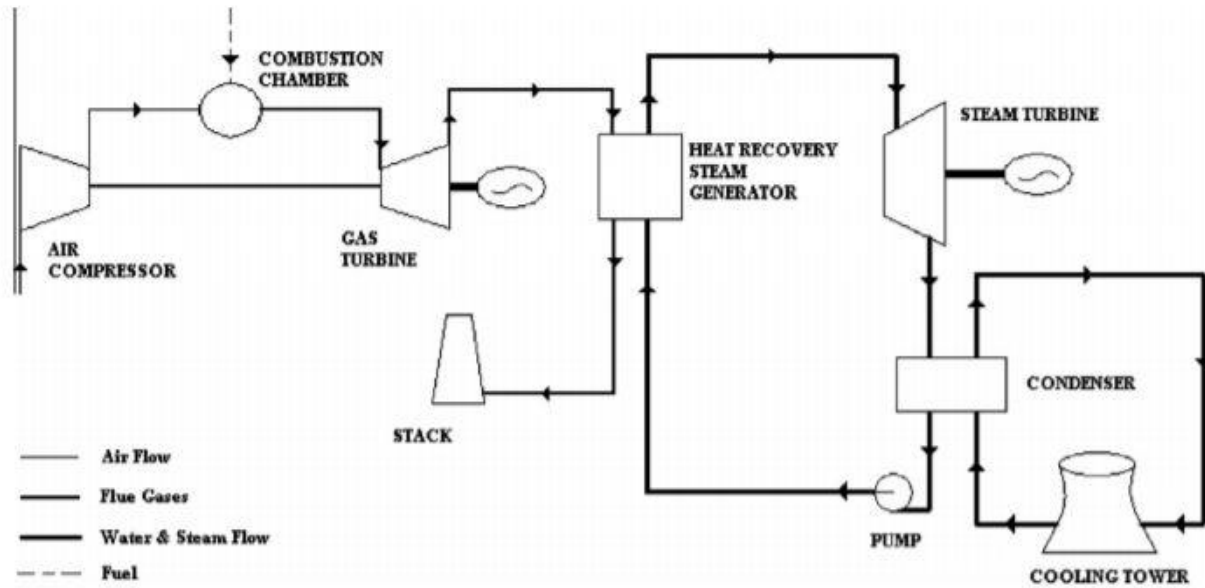 COMBUSTION
CHAMBER
STEAM TURBINE
HEAT RECOVERY
STEAM
GENERATOR
AIR
COMPRESSOR
GAS
TURBINE
CONDENSER
STACK
Air Flow
Flue Gases
Water & Steam Flow
Fuel
PUMP
COOLING TOWER